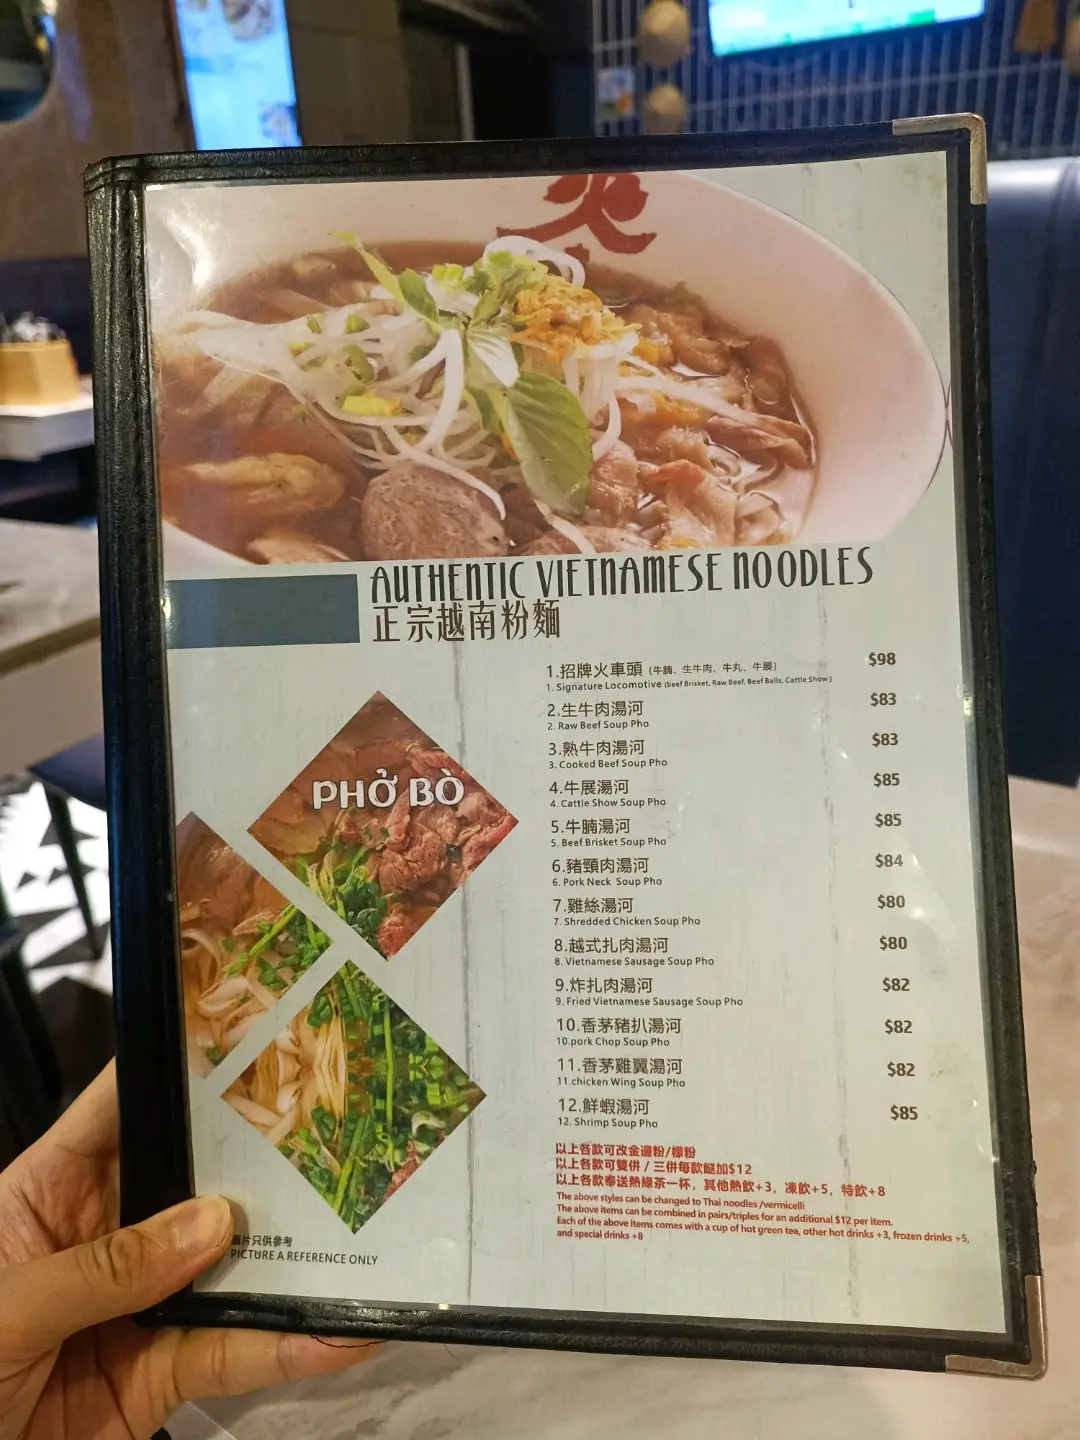 火
AUTHENTIC VIETNAMESE NOODLES
正宗越南粉麵
1.招牌火車頭 (牛腩、生牛肉、牛丸、牛展) $98
1. Signature Locomotive (beef Brisket, Raw Beef, Beef Balls, Cattle Show)
2.生牛肉湯河 $83
2. Raw Beef Soup Pho
3.熟牛肉湯河 $83
3. Cooked Beef Soup Pho
4.牛展湯河 $85
4. Cattle Show Soup Pho
5.牛腩湯河 $85
5. Beef Brisket Soup Pho
6.豬頸肉湯河 $84
6. Pork Neck Soup Pho
7.雞絲湯河 $80
7. Shredded Chicken Soup Pho
8.越式扎肉湯河 $80
8. Vietnamese Sausage Soup Pho
9.炸扎肉湯河 $82
9. Fried Vietnamese Sausage Soup Pho
10.香茅豬扒湯河 $82
10.pork Chop Soup Pho
11.香茅雞翼湯河 $82
11.chicken Wing Soup Pho
12.鮮蝦湯河 $85
12. Shrimp Soup Pho
以上各款可改金邊粉/檬粉
以上各款可雙併 / 三併每款餸加$12
以上各款奉送熱綠茶一杯，其他熱飲+3，凍飲+5，特飲+8
The above styles can be changed to Thai noodles /vermicelli
The above items can be combined in pairs/triples for an additional $12 per item.
Each of the above items comes with a cup of hot green tea, other hot drinks +3, frozen drinks +5,
and special drinks +8
PHỞ BÒ
圖片只供參考
PICTURE A REFERENCE ONLY